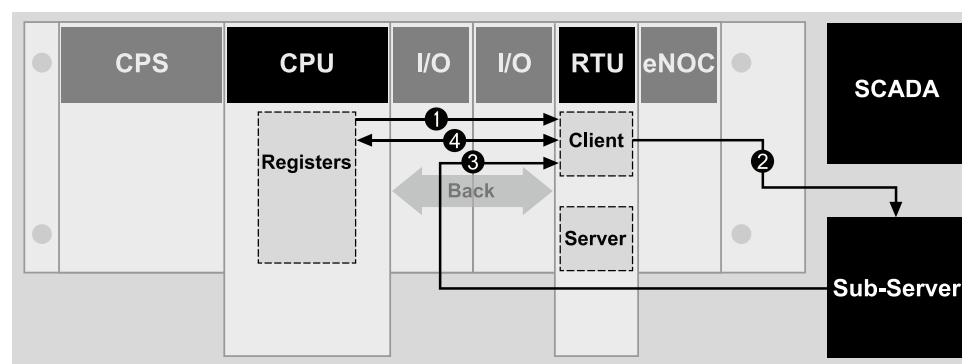 CPS CPU I/O I/O RTU eNOC
SCADA
1
Client
4
2
Registers
3
Back
Server
Sub-Server